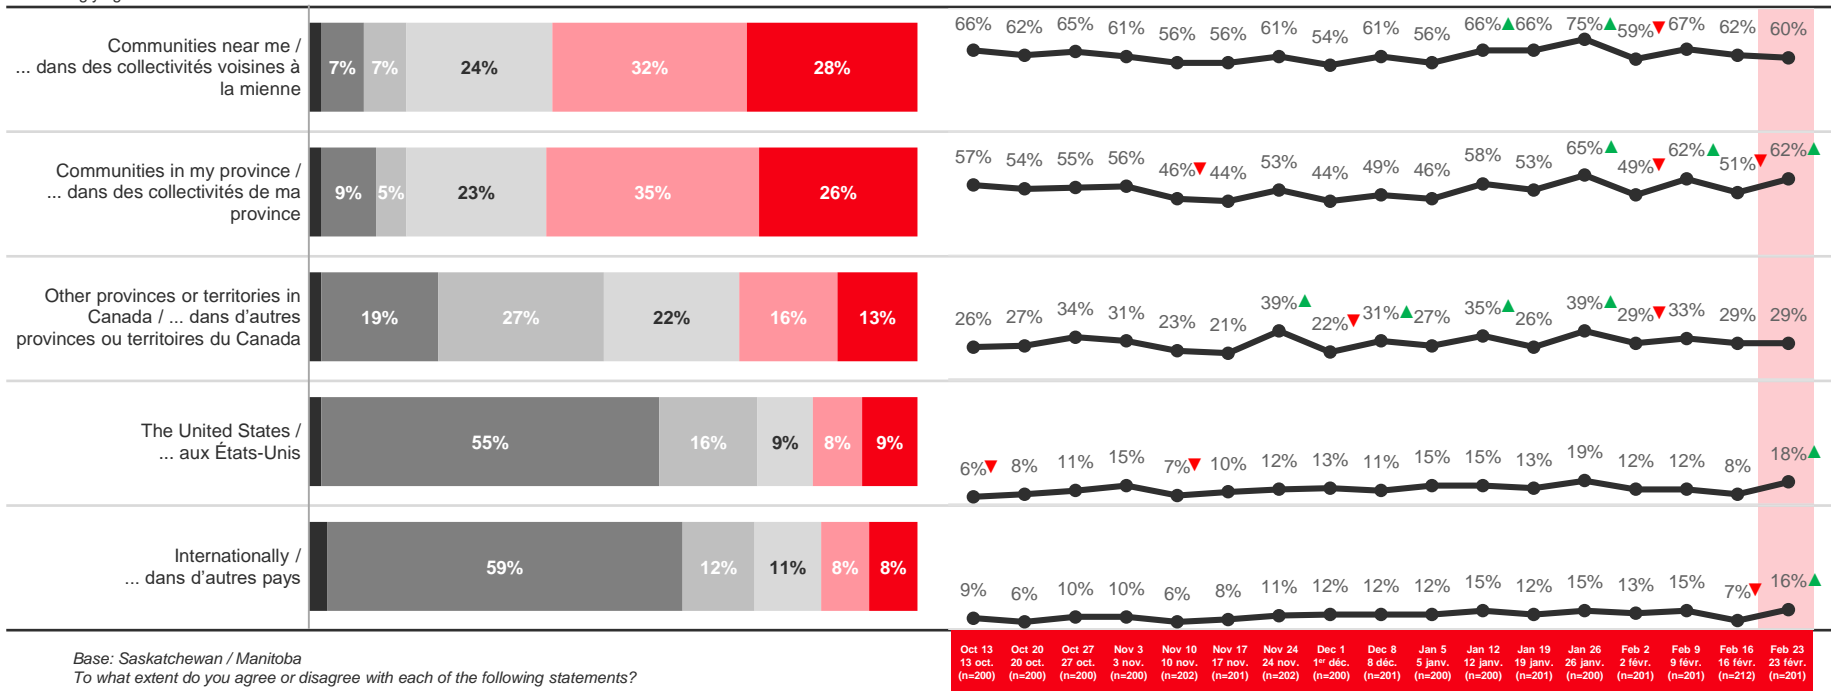 Communities near me /
... dans des collectivités voisines à
la mienne
7% 7% 24% 32% 28%
66% 62% 65% 61% 56% 56% 61% 54% 61% 56% 66% 66% 75% 59% 67% 62% 60%
Communities in my province /
... dans des collectivités de ma
province
9% 5% 23% 35% 26%
57% 54% 55% 56% 46% 44% 53% 44% 49% 46% 58% 53% 65% 49% 62% 51% 62%
Other provinces or territories in
Canada / ... dans d'autres
provinces ou territoires du Canada
19% 27% 22% 16% 13%
26% 27% 34% 31% 23% 21% 39% 22% 31% 27% 35% 26% 39% 29% 33% 29% 29%
The United States /
... aux États-Unis
55% 16% 9% 8% 9%
6% 8% 11% 15% 7% 10% 12% 13% 11% 15% 15% 13% 19% 12% 12% 8% 18%
Internationally /
... dans d'autres pays
59% 12% 11% 8% 8%
9% 6% 10% 10% 6% 8% 11% 12% 12% 12% 15% 12% 15% 13% 15% 7% 16%
Oct 13 Oct 20 Oct 27 Nov 3 Nov 10 Nov 17 Nov 24 Dec 1 Dec 8 Jan 5 Jan 12 Jan 19 Jan 26 Feb 2 Feb 9 Feb 16 Feb 23
13 oct. 20 oct. 27 oct. 3 nov. 10 nov. 17 nov. 24 nov. 1er déc. 8 déc. 5 janv. 12 janv. 19 janv. 26 janv. 2 févr. 9 févr. 16 févr. 23 févr.
(n=200) (n=200) (n=200) (n=200) (n=202) (n=201) (n=202) (n=200) (n=201) (n=200) (n=200) (n=201) (n=200) (n=201) (n=201) (n=212) (n=201)
Base: Saskatchewan / Manitoba
To what extent do you agree or disagree with each of the following statements?